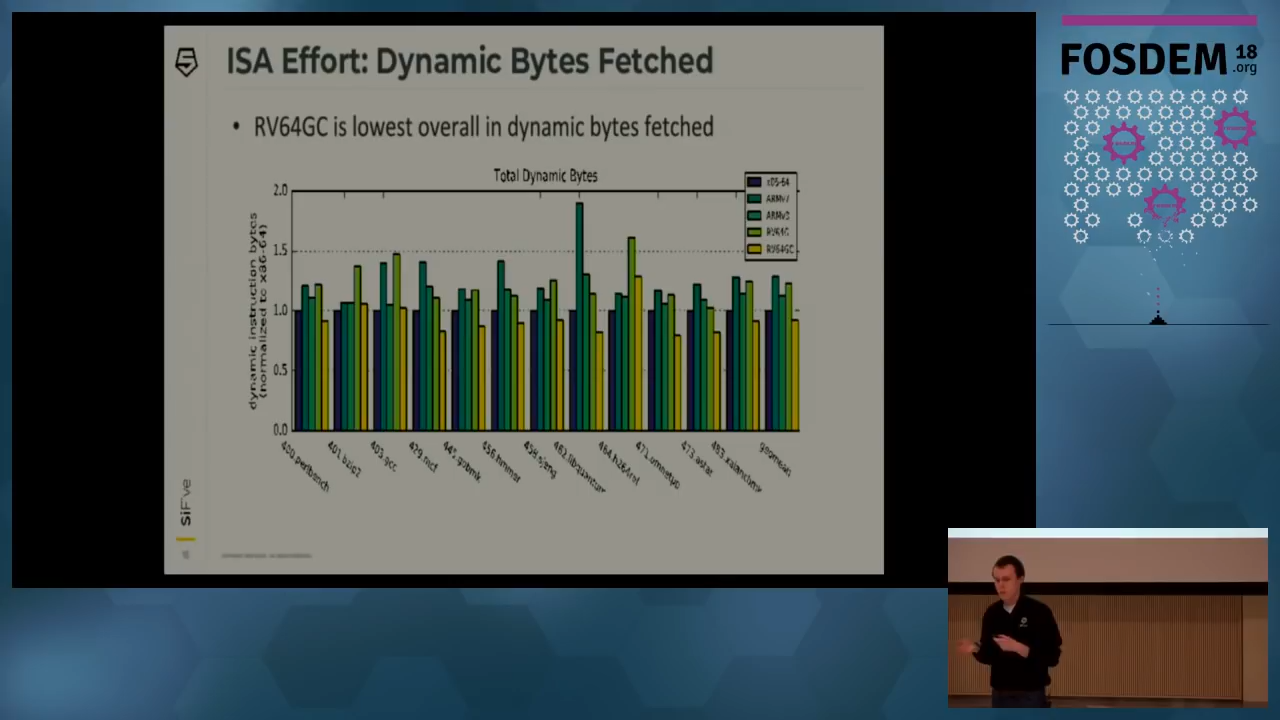 ISA Effort: Dynamic Bytes Fetched
• RV64GC is lowest overall in dynamic bytes fetched
Total Dynamic Bytes
dynamic instruction bytes
(normalized to x86-64)
2.0
1.5
1.0
0.5
0.0
x86-64
ARMv7
ARMv8
RV64G
RV64GC
400.perlbench
401.bzip2
403.gcc
429.mcf
445.gobmk
456.hmmer
458.sjeng
462.libquantum
464.h264ref
471.omnetpp
473.astar
483.xalancbmk
geomean
SiFive
FOSDEM 18
.org